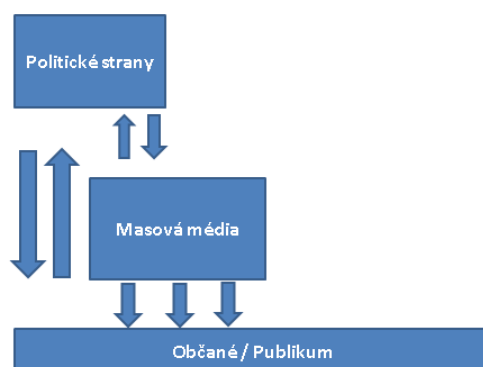 Politické strany
Masová média
Občané / Publikum